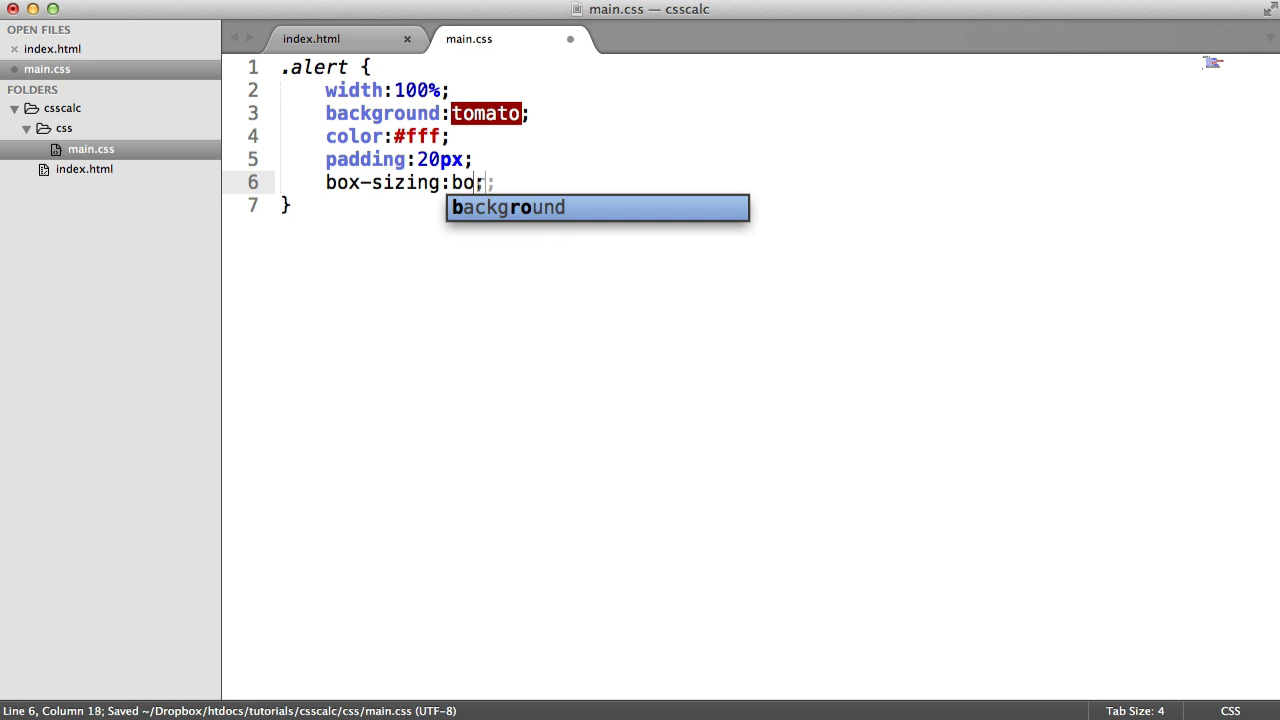 main.css — csscalc
OPEN FILES
index.html
main.css
FOLDERS
csscalc
css
main.css
index.html
index.html
main.css
1 .alert {
2 width:100%;
3 background:tomato;
4 color:#fff;
5 padding:20px;
6 box-sizing:bo;;
background
7 }
Line 6, Column 18; Saved ~/Dropbox/htdocs/tutorials/csscalc/css/main.css (UTF-8)
Tab Size: 4
CSS